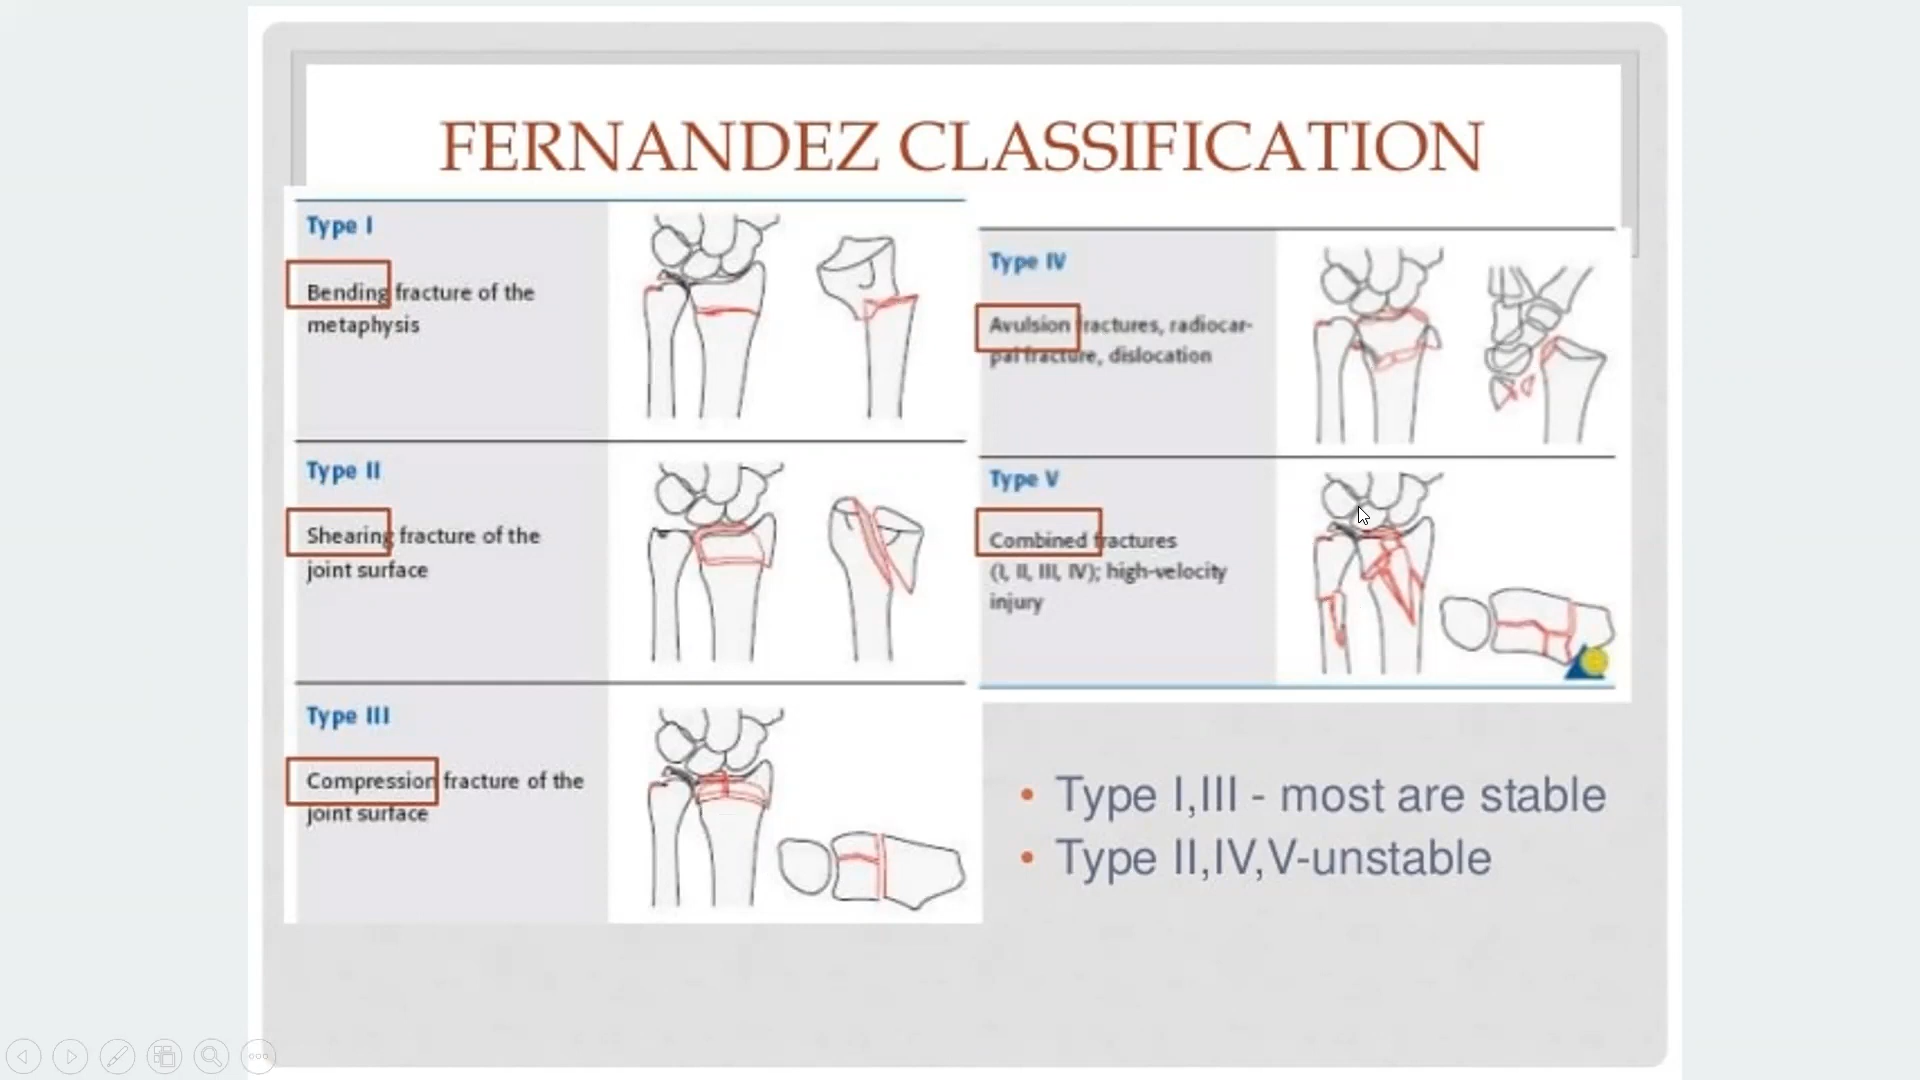 FERNANDEZ CLASSIFICATION
Type I
Bending fracture of the
metaphysis
Type II
Shearing fracture of the
joint surface
Type III
Compression fracture of the
joint surface
Type IV
Avulsion fractures, radiocar-
pal fracture, dislocation
Type V
Combined fractures
(I, II, III, IV); high-velocity
injury
• Type I,III - most are stable
• Type II,IV,V-unstable